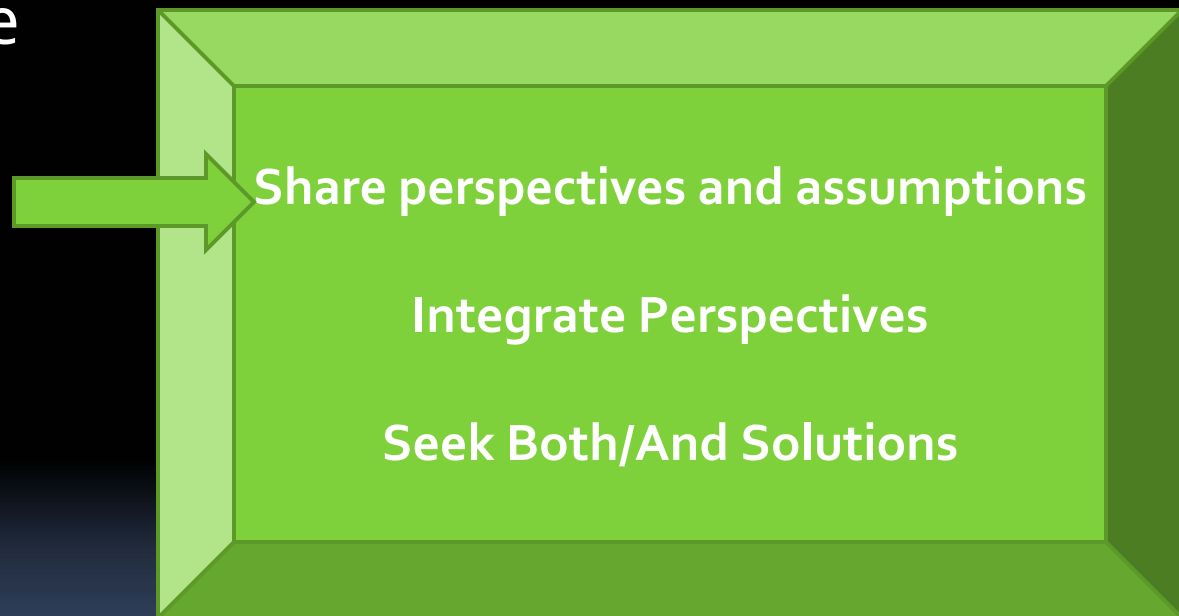 e
Share perspectives and assumptions
Integrate Perspectives
Seek Both/And Solutions